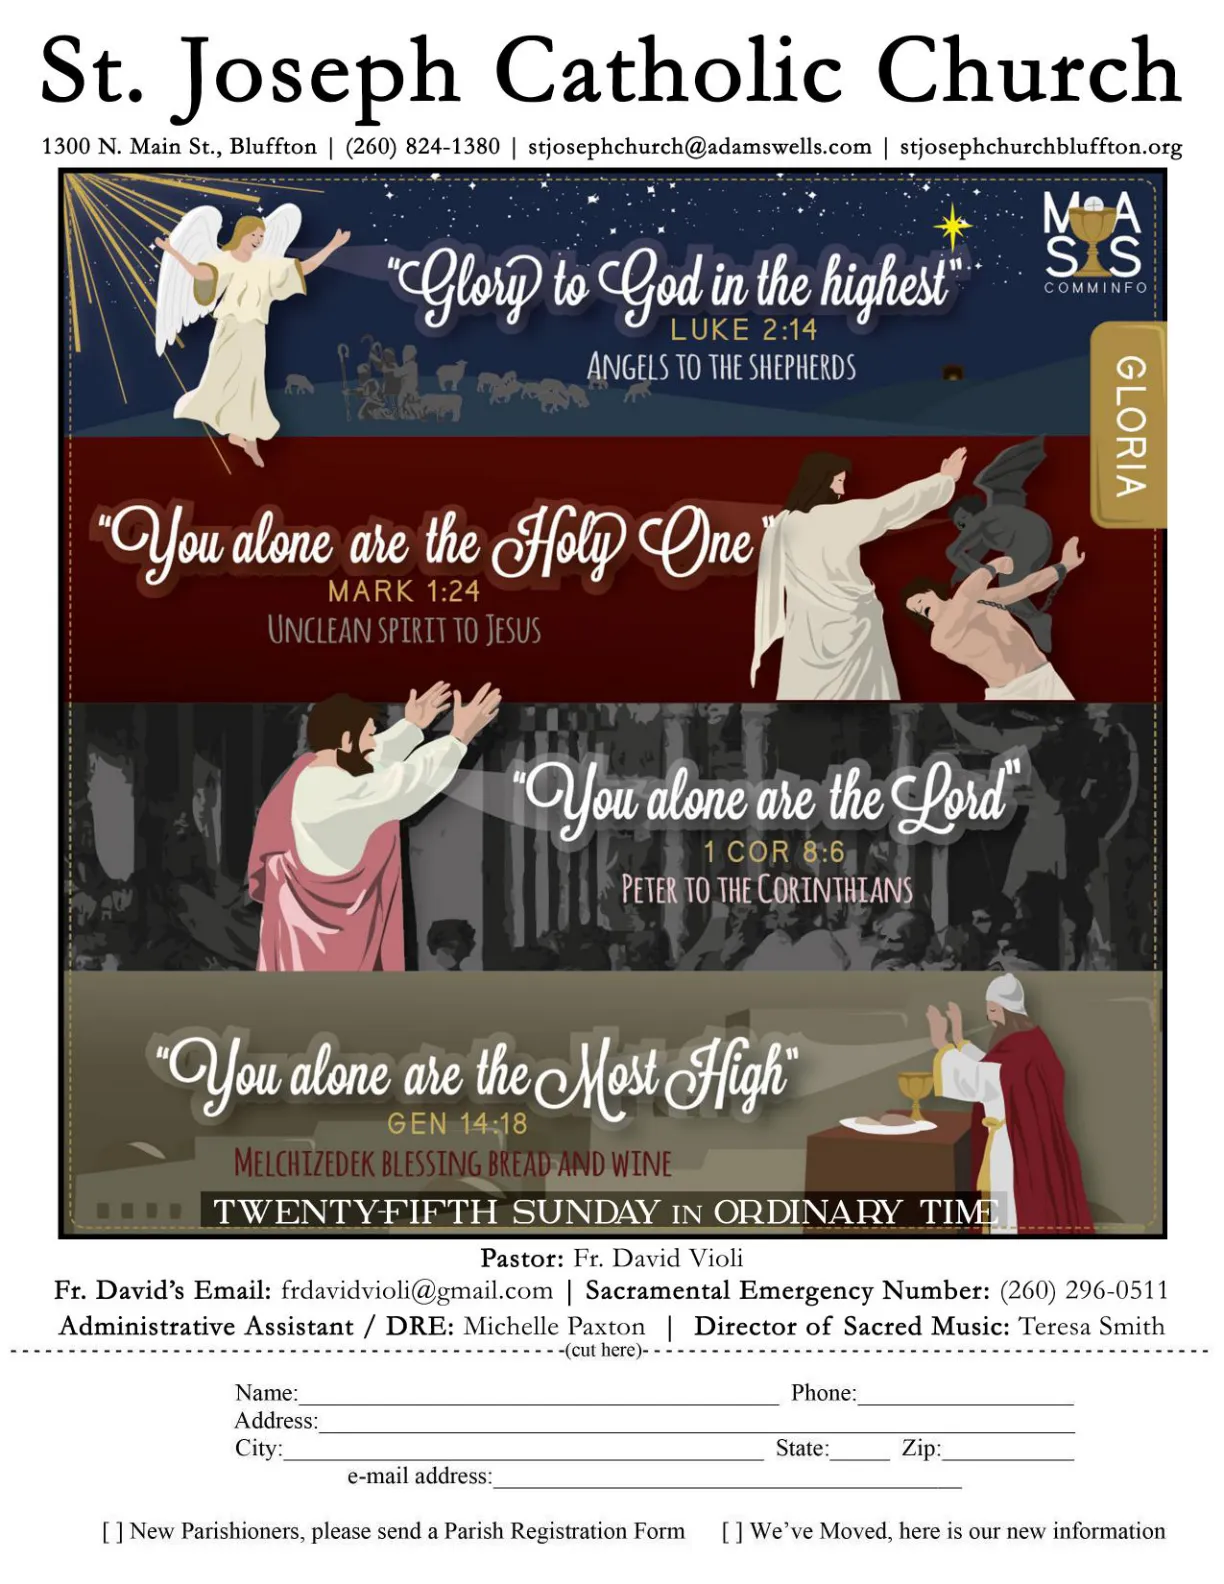 St. Joseph Catholic Church
1300 N. Main St., Bluffton | (260) 824-1380 | stjosephchurch@adamswells.com | stjosephchurchbluffton.org
MASS
COMMINFO
"Glory to God in the highest"
LUKE 2:14
ANGELS TO THE SHEPHERDS
GLORIA
"You alone are the Holy One"
MARK 1:24
UNCLEAN SPIRIT TO JESUS
"You alone are the Lord"
1 COR 8:6
PETER TO THE CORINTHIANS
"You alone are the Most High"
GEN 14:18
MELCHIZEDEK BLESSING BREAD AND WINE
TWENTY-FIFTH SUNDAY IN ORDINARY TIME
Pastor: Fr. David Violi
Fr. David's Email: frdavidvioli@gmail.com | Sacramental Emergency Number: (260) 296-0511
Administrative Assistant / DRE: Michelle Paxton | Director of Sacred Music: Teresa Smith
(cut here)
Name: Phone:
Address:
City: State: Zip:
e-mail address:
[ ] New Parishioners, please send a Parish Registration Form [ ] We've Moved, here is our new information